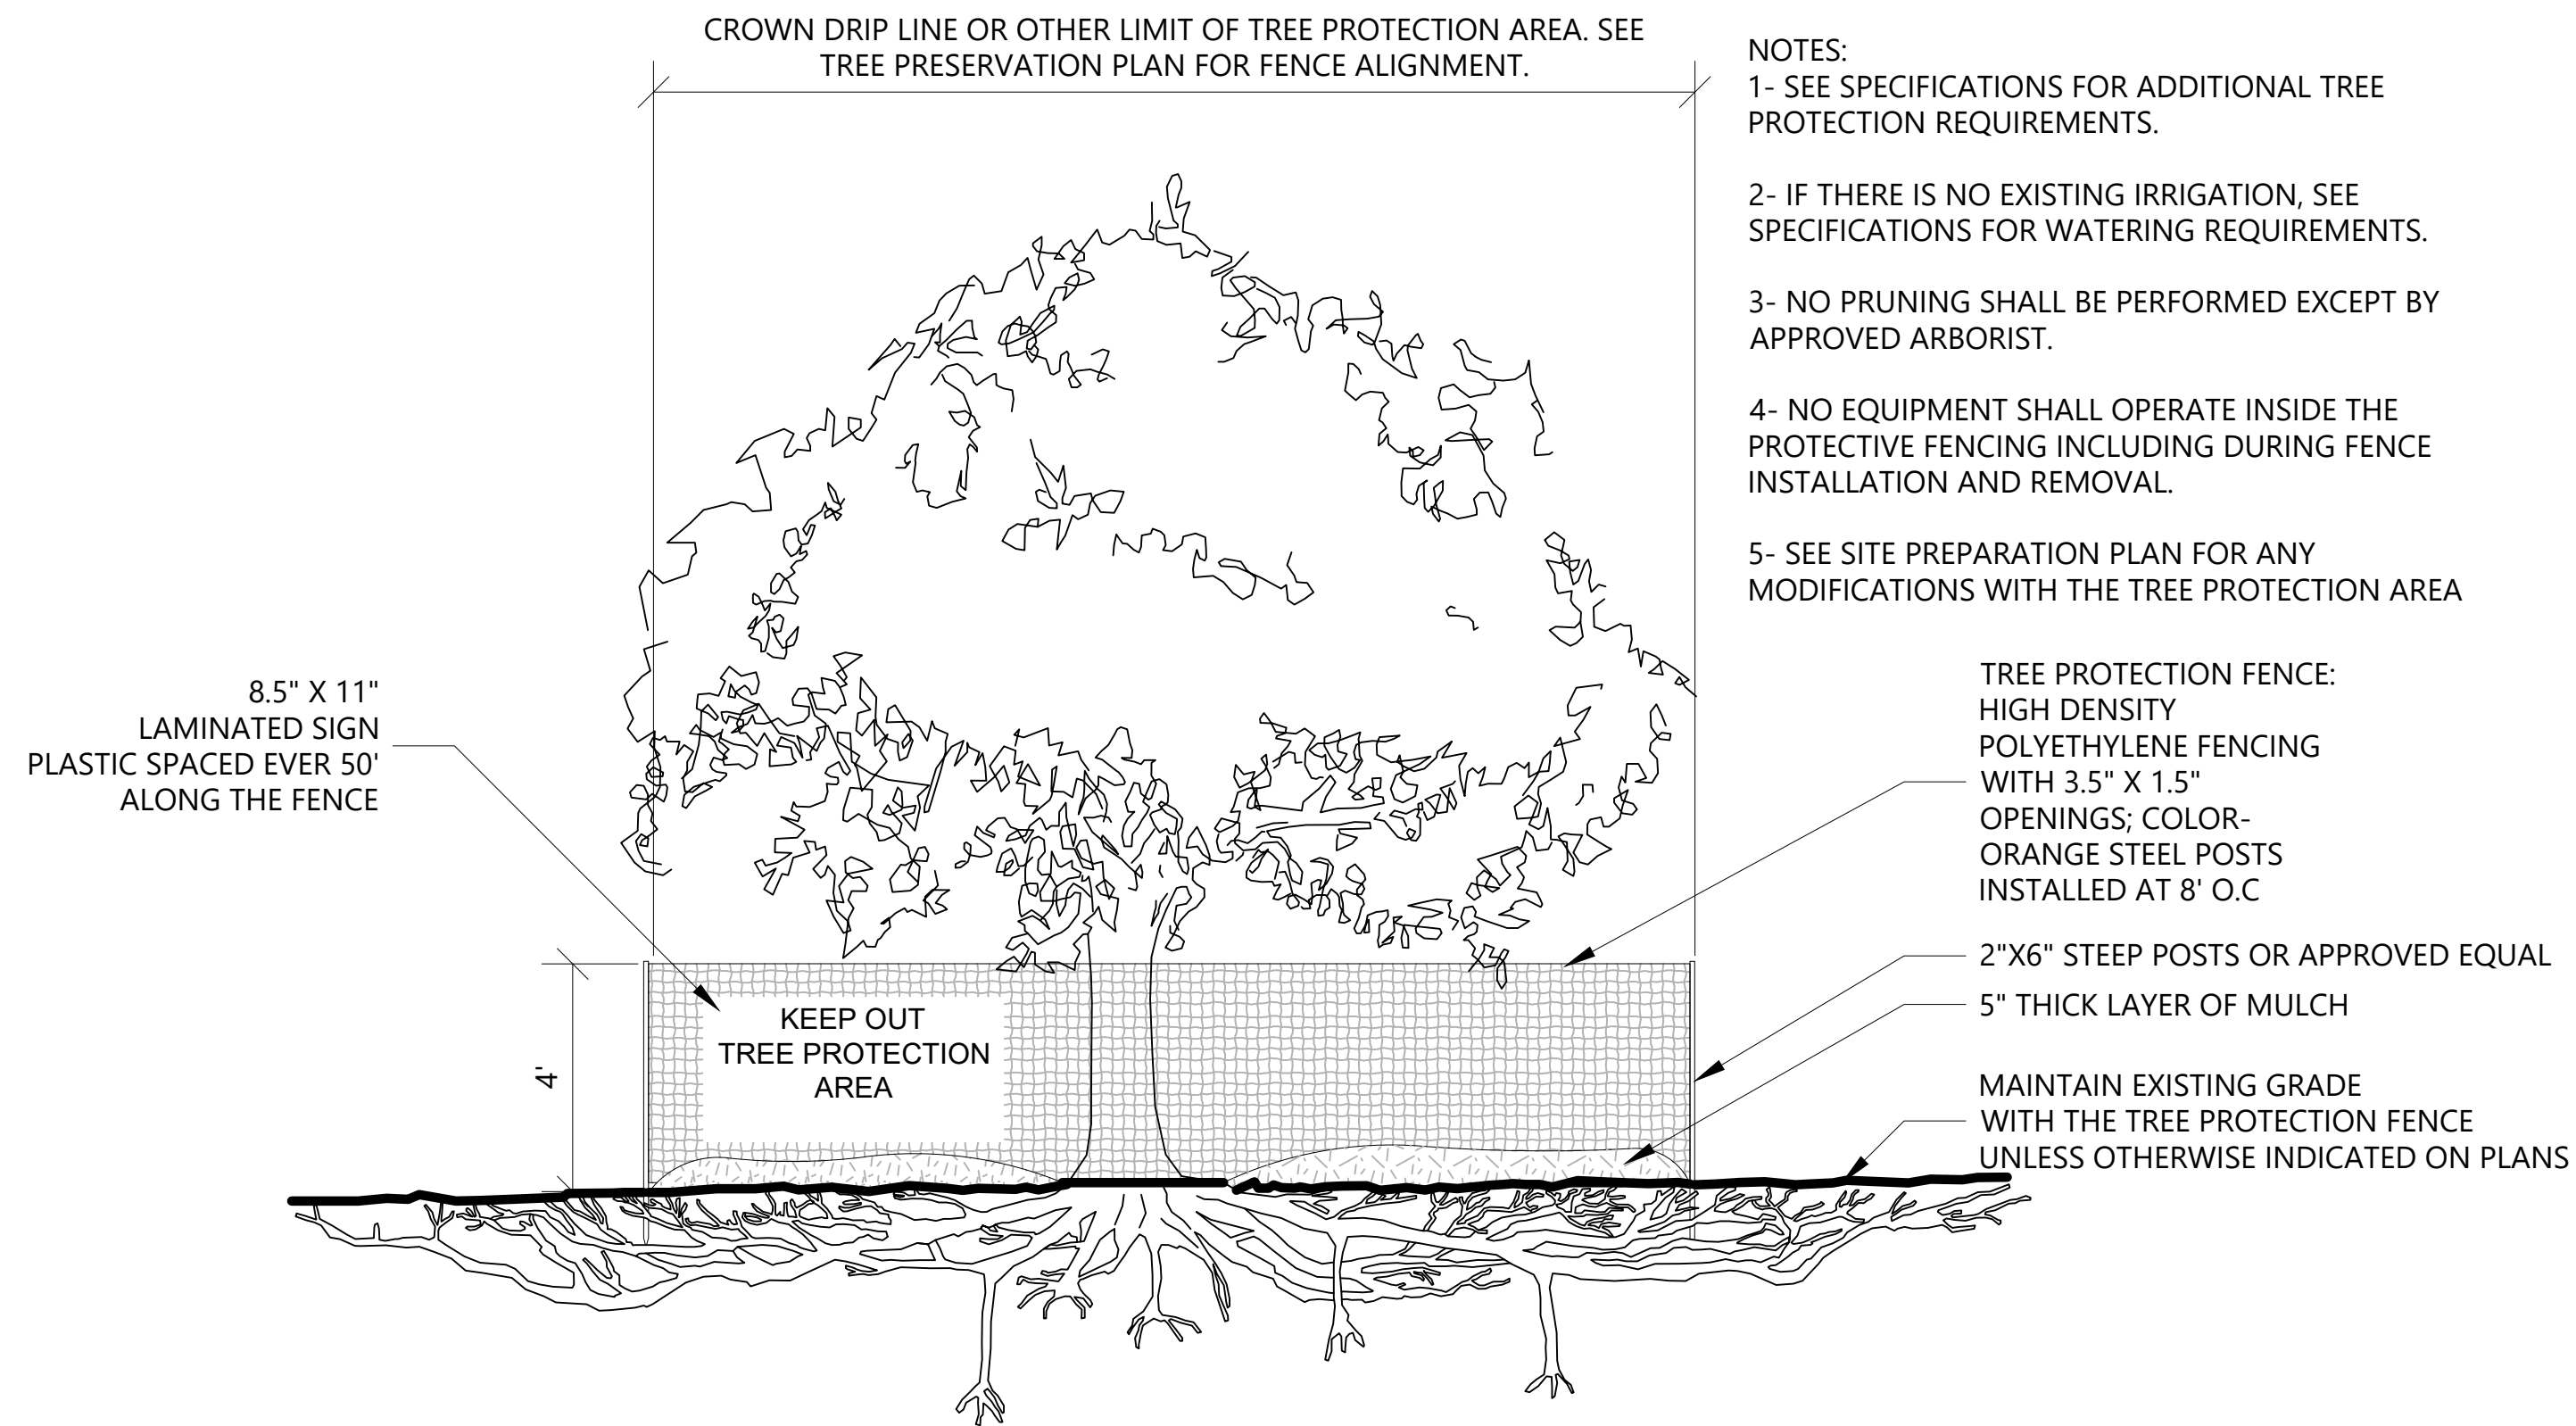 CROWN DRIP LINE OR OTHER LIMIT OF TREE PROTECTION AREA. SEE
TREE PRESERVATION PLAN FOR FENCE ALIGNMENT.
NOTES:
1- SEE SPECIFICATIONS FOR ADDITIONAL TREE
PROTECTION REQUIREMENTS.
2- IF THERE IS NO EXISTING IRRIGATION, SEE
SPECIFICATIONS FOR WATERING REQUIREMENTS.
3- NO PRUNING SHALL BE PERFORMED EXCEPT BY
APPROVED ARBORIST.
4- NO EQUIPMENT SHALL OPERATE INSIDE THE
PROTECTIVE FENCING INCLUDING DURING FENCE
INSTALLATION AND REMOVAL.
5- SEE SITE PREPARATION PLAN FOR ANY
MODIFICATIONS WITH THE TREE PROTECTION AREA
8.5" X 11"
LAMINATED SIGN
PLASTIC SPACED EVER 50'
ALONG THE FENCE
TREE PROTECTION FENCE:
HIGH DENSITY
POLYETHYLENE FENCING
WITH 3.5" X 1.5"
OPENINGS; COLOR-
ORANGE STEEL POSTS
INSTALLED AT 8' O.C
2"X6" STEEP POSTS OR APPROVED EQUAL
5" THICK LAYER OF MULCH
MAINTAIN EXISTING GRADE
WITH THE TREE PROTECTION FENCE
UNLESS OTHERWISE INDICATED ON PLANS
4'
KEEP OUT
TREE PROTECTION
AREA